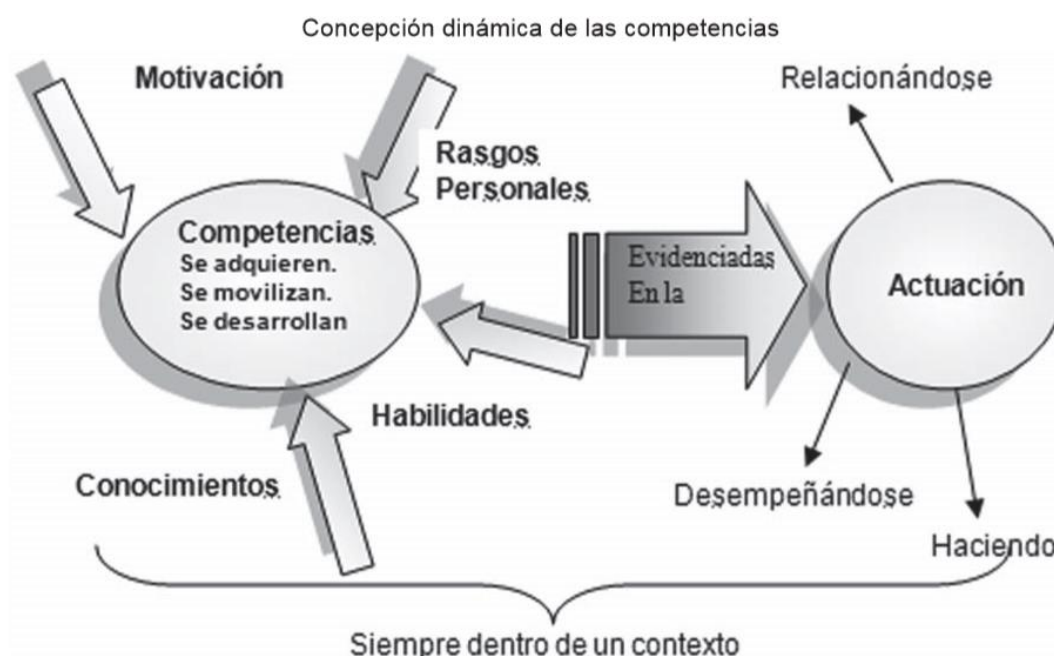 Concepción dinámica de las competencias
Motivación
Relacionándose
Rasgos
Personales
Competencias
Se adquieren.
Se movilizan.
Se desarrollan
Evidenciadas
En la
Actuación
Habilidades
Conocimientos
Desempeñándose
Haciendo
Siempre dentro de un contexto